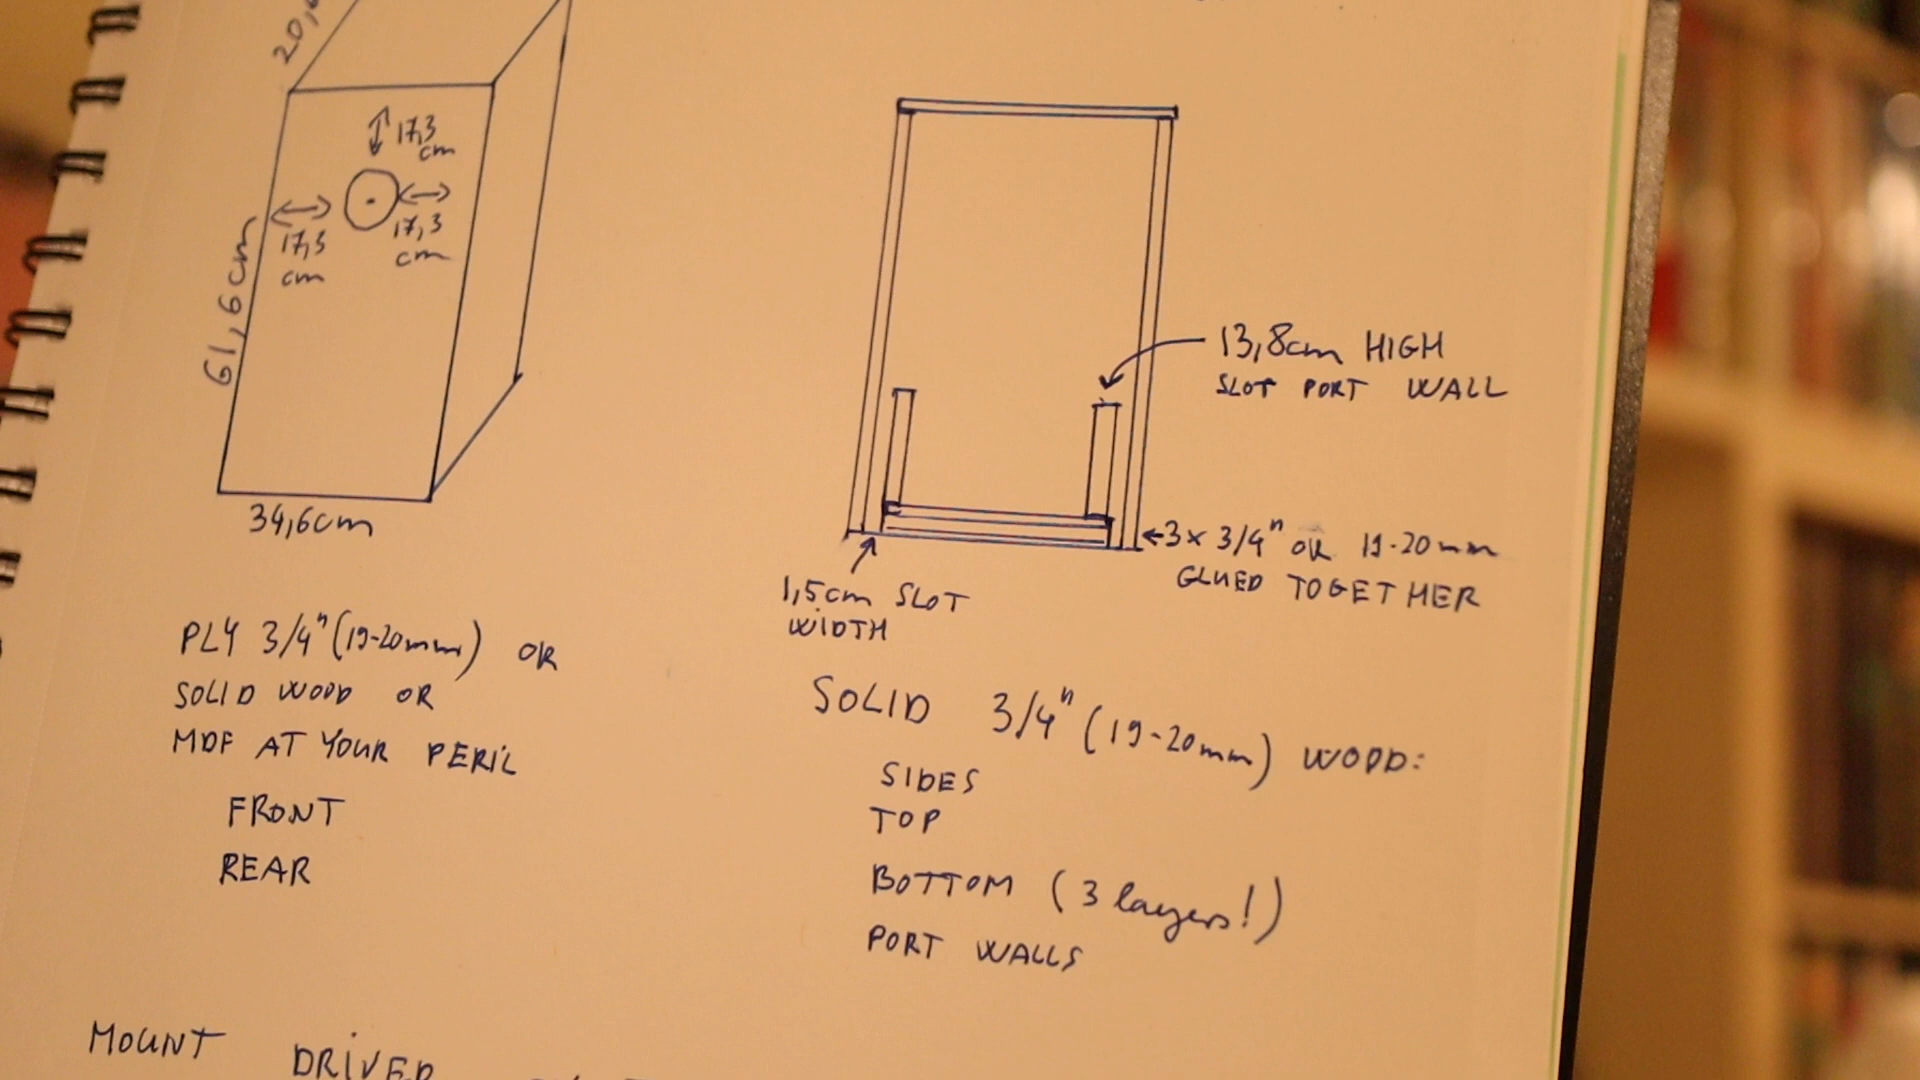 20,
17,3
cm
17,3
cm
17,3
cm
61,6cm
34,6cm
13,8cm HIGH
SLOT PORT WALL
←3x 3/4" OR 19-20mm
GLUED TOGETHER
1,5cm SLOT
WIDTH
PLY 3/4" (19-20mm) OR
SOLID WOOD OR
MDF AT YOUR PERIL
FRONT
REAR
SOLID 3/4" (19-20mm) WOOD:
SIDES
TOP
BOTTOM (3 layers!)
PORT WALLS
MOUNT DRIVER